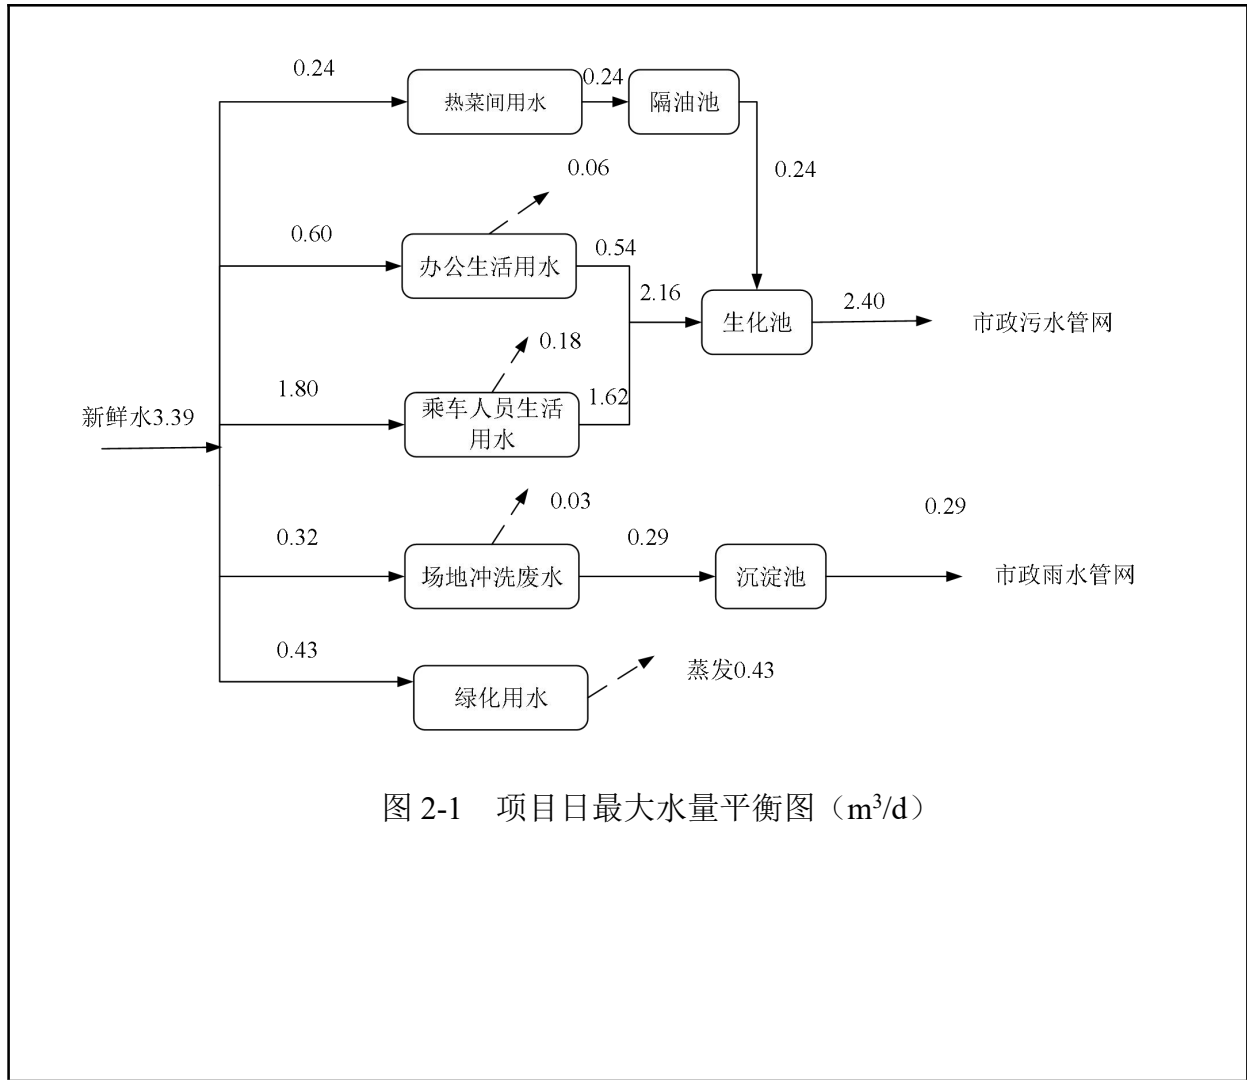 0.24
热菜间用水
0.24
隔油池
0.24
0.06
0.60
办公生活用水
0.54
2.16
生化池
2.40
市政污水管网
0.18
1.80
乘车人员生活
用水
1.62
新鲜水3.39
0.03
0.32
场地冲洗废水
0.29
沉淀池
0.29
市政雨水管网
0.43
绿化用水
蒸发0.43
图 2-1 项目日最大水量平衡图（m³/d）